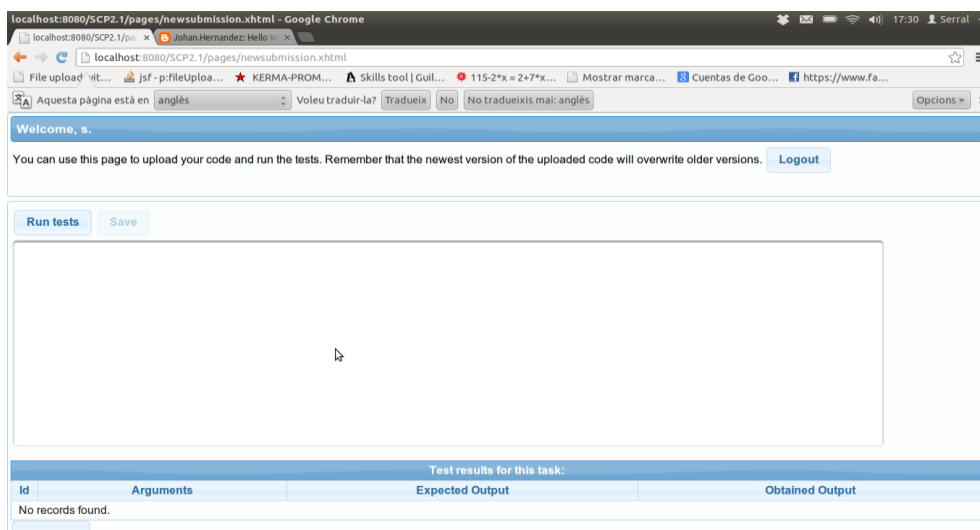 localhost:8080/SCP2.1/pages/newsubmission.xhtml - Google Chrome
17:30 Serral
localhost:8080/SCP2.1/pa
Johan.Hernandez: Hello W
localhost:8080/SCP2.1/pages/newsubmission.xhtml
File upload wit... jsf - p:fileUploa... KERMA-PROM... Skills tool | Guil... 115-2*x = 2+7*x... Mostrar marca... Cuentas de Goo... https://www.fa...
Aquesta pàgina està en anglès Voleu traduir-la? Tradueix No No tradueixis mai: anglès Opcions
Welcome, s.
You can use this page to upload your code and run the tests. Remember that the newest version of the uploaded code will overwrite older versions. Logout
Run tests Save
Test results for this task:
Id Arguments Expected Output Obtained Output
No records found.